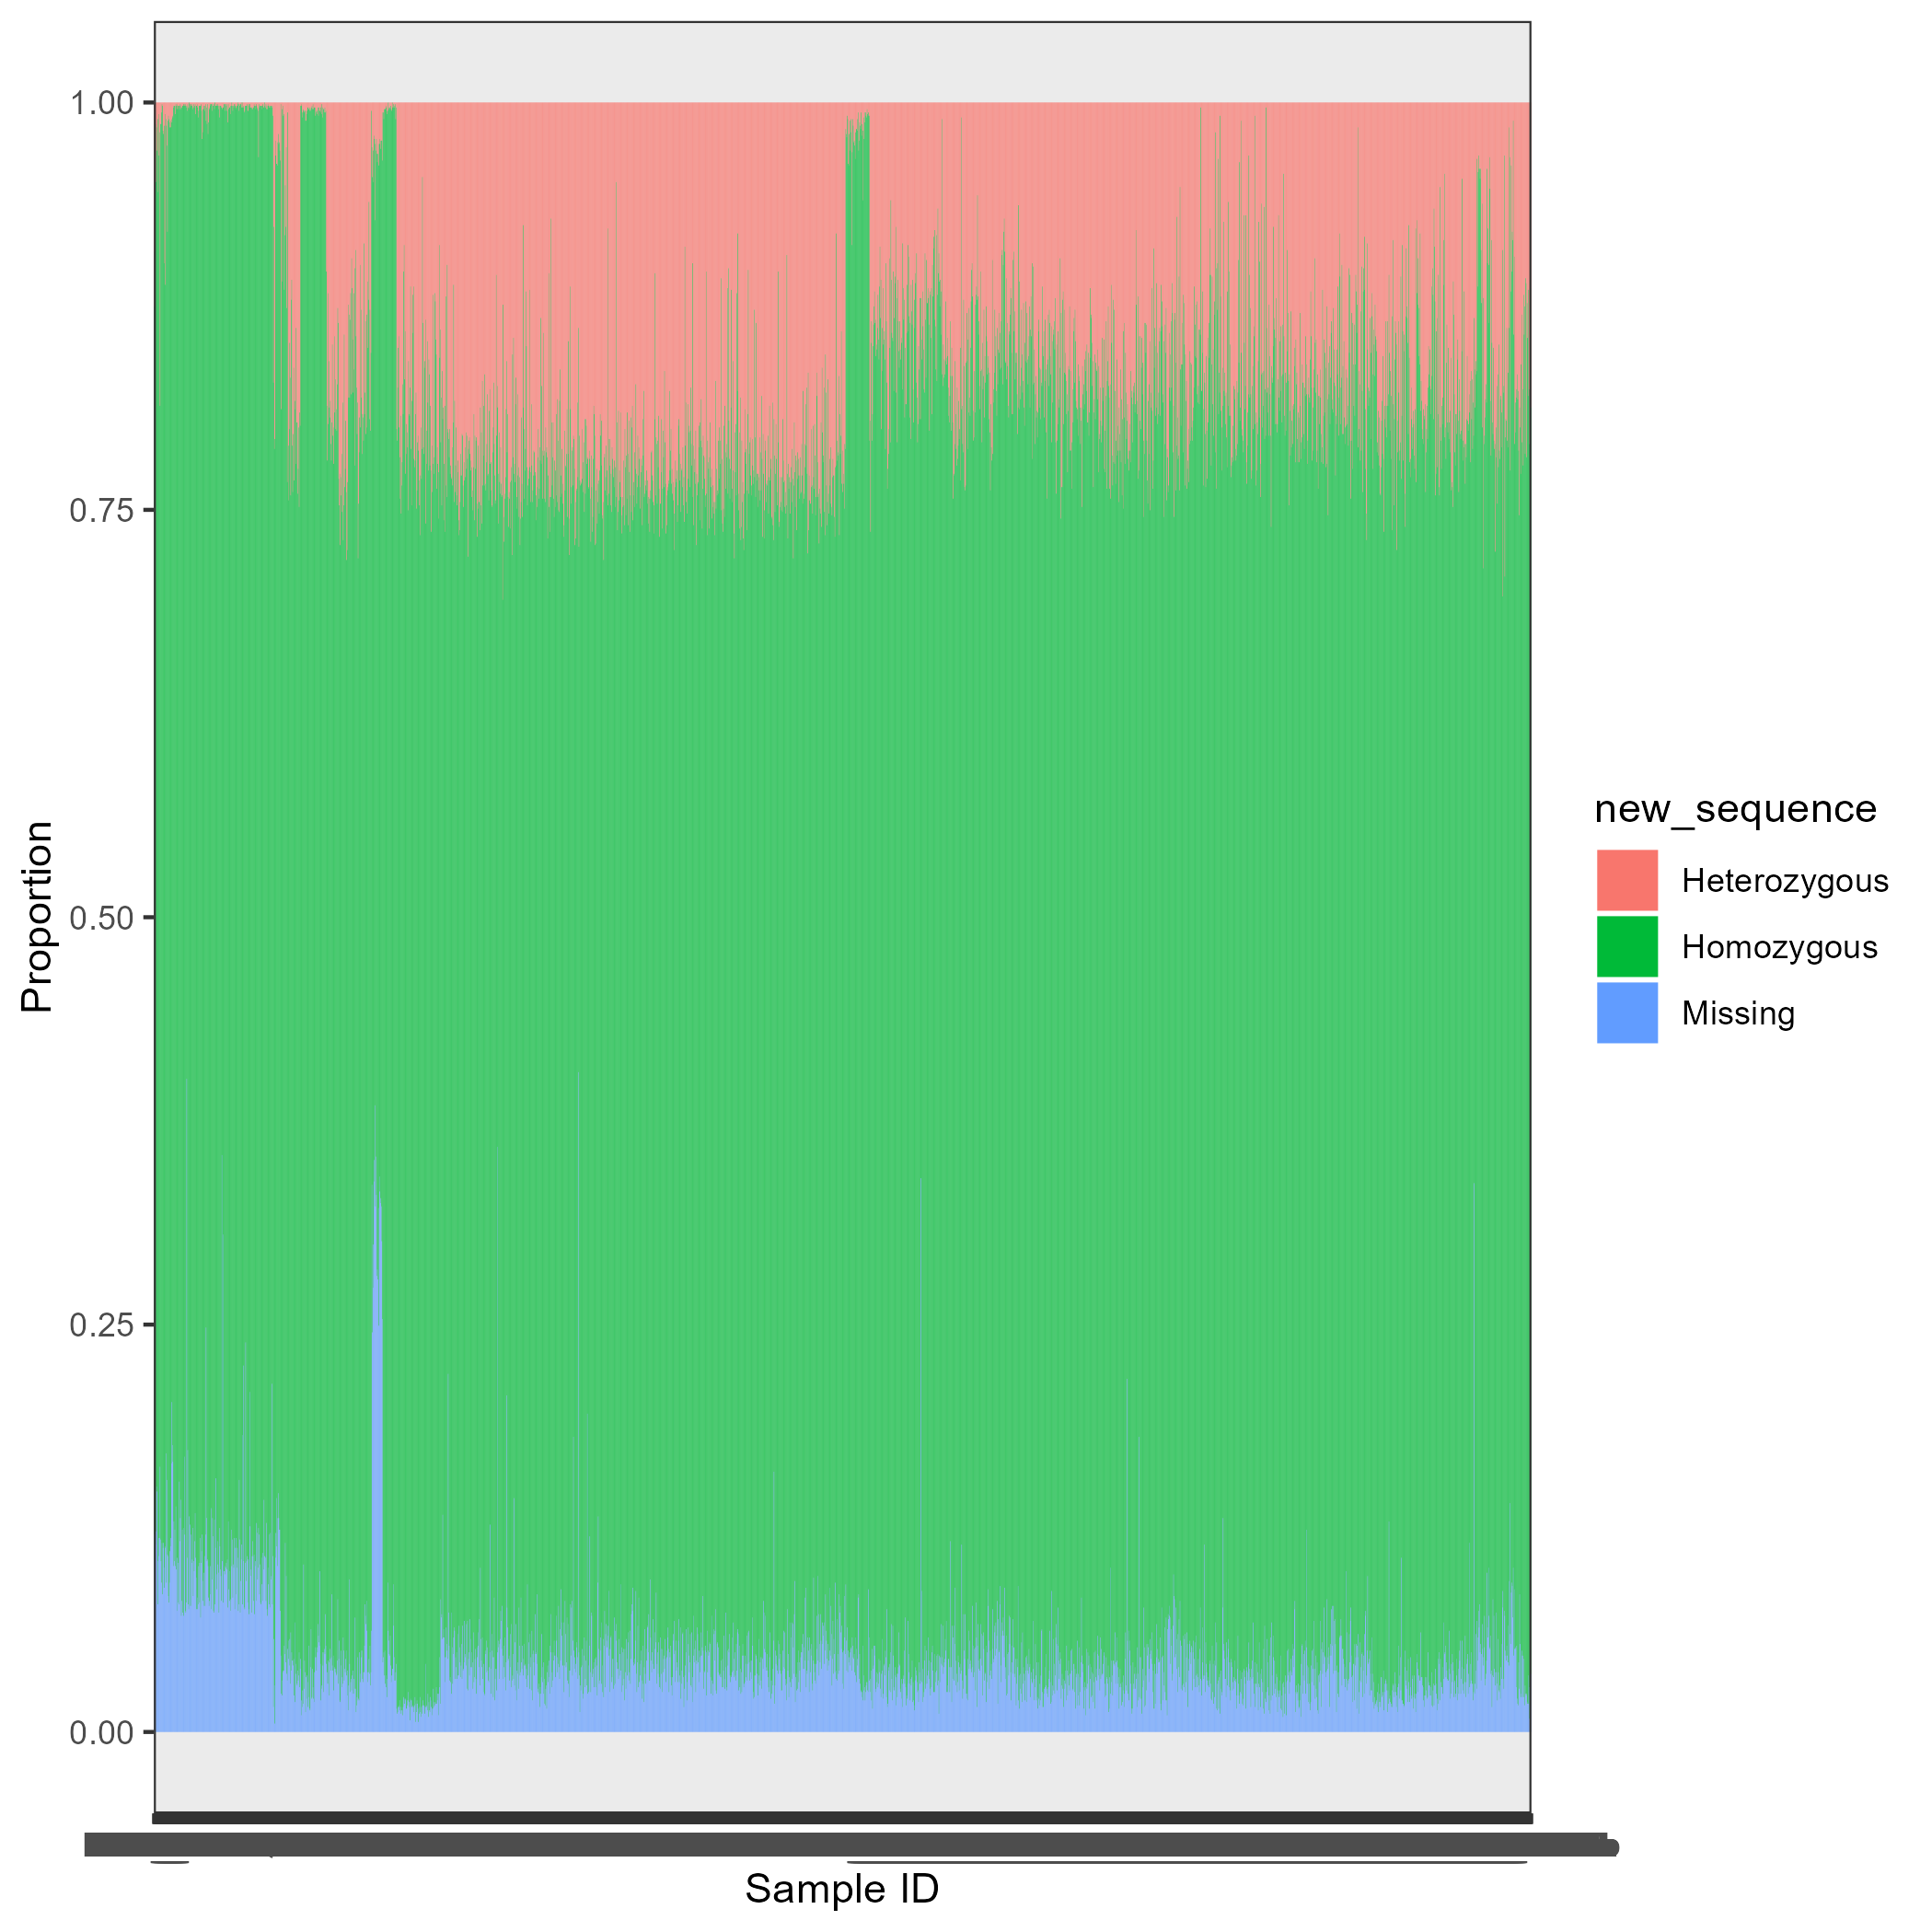 1.00
0.75
0.50
0.25
0.00
Proportion
Sample ID
new_sequence
Heterozygous
Homozygous
Missing